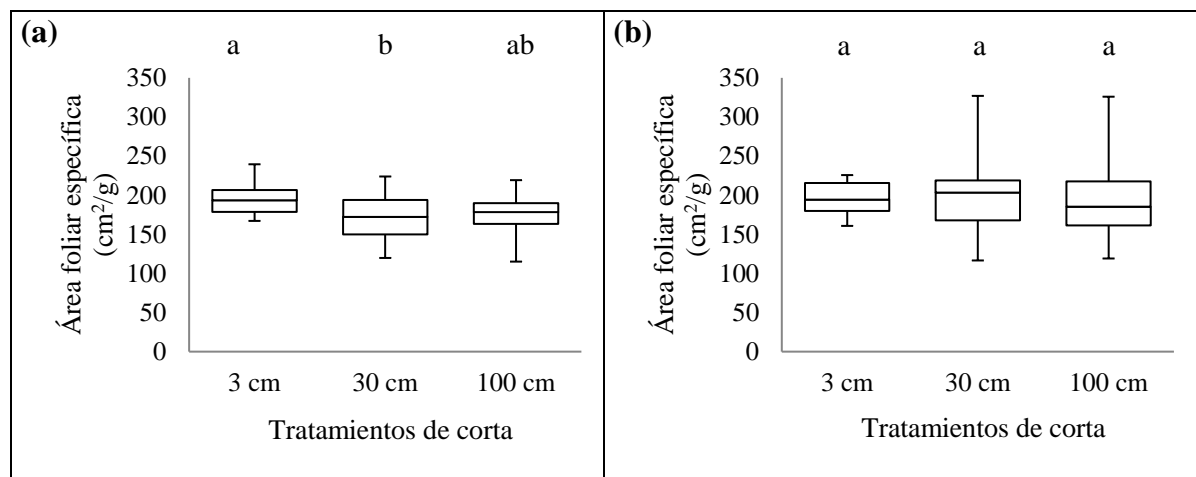 (a)
a b ab
Área foliar específica
(cm²/g)
350
300
250
200
150
100
50
0
3 cm 30 cm 100 cm
Tratamientos de corta
(b)
a a a
Área foliar específica
(cm²/g)
350
300
250
200
150
100
50
0
3 cm 30 cm 100 cm
Tratamientos de corta